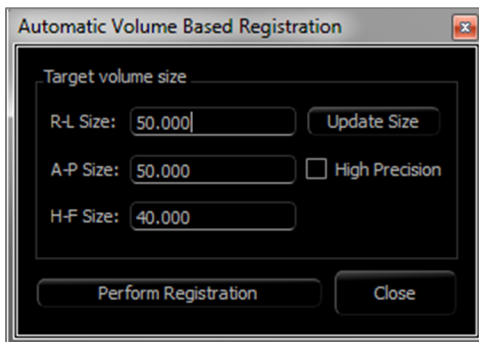 Automatic Volume Based Registration
Target volume size
R-L Size: 50.000 Update Size
A-P Size: 50.000 High Precision
H-F Size: 40.000
Perform Registration Close